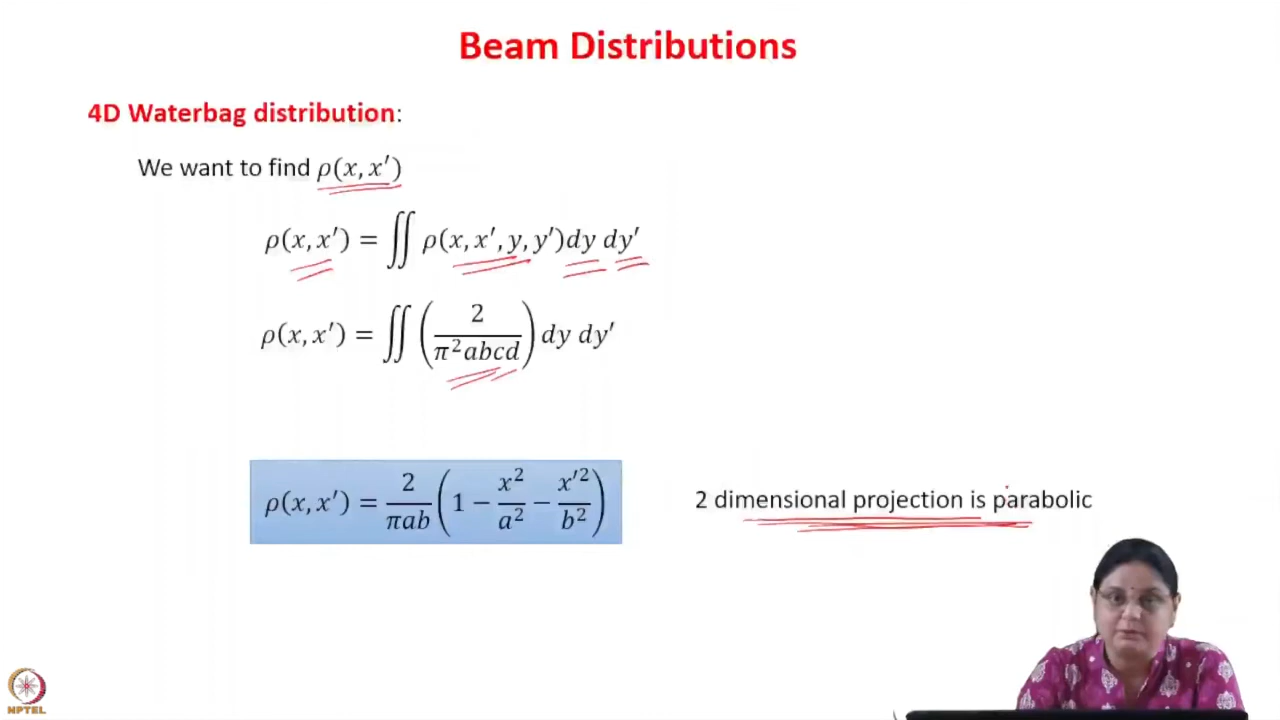 Beam Distributions
4D Waterbag distribution:
We want to find ρ(x, x′)
ρ(x, x′) = ∬ ρ(x, x′, y, y′)dy dy′
ρ(x, x′) = ∬ (2/(π²abcd)) dy dy′
ρ(x, x′) = 2/(πab) (1 − x²/a² − x′²/b²)
2 dimensional projection is parabolic
NPTEL